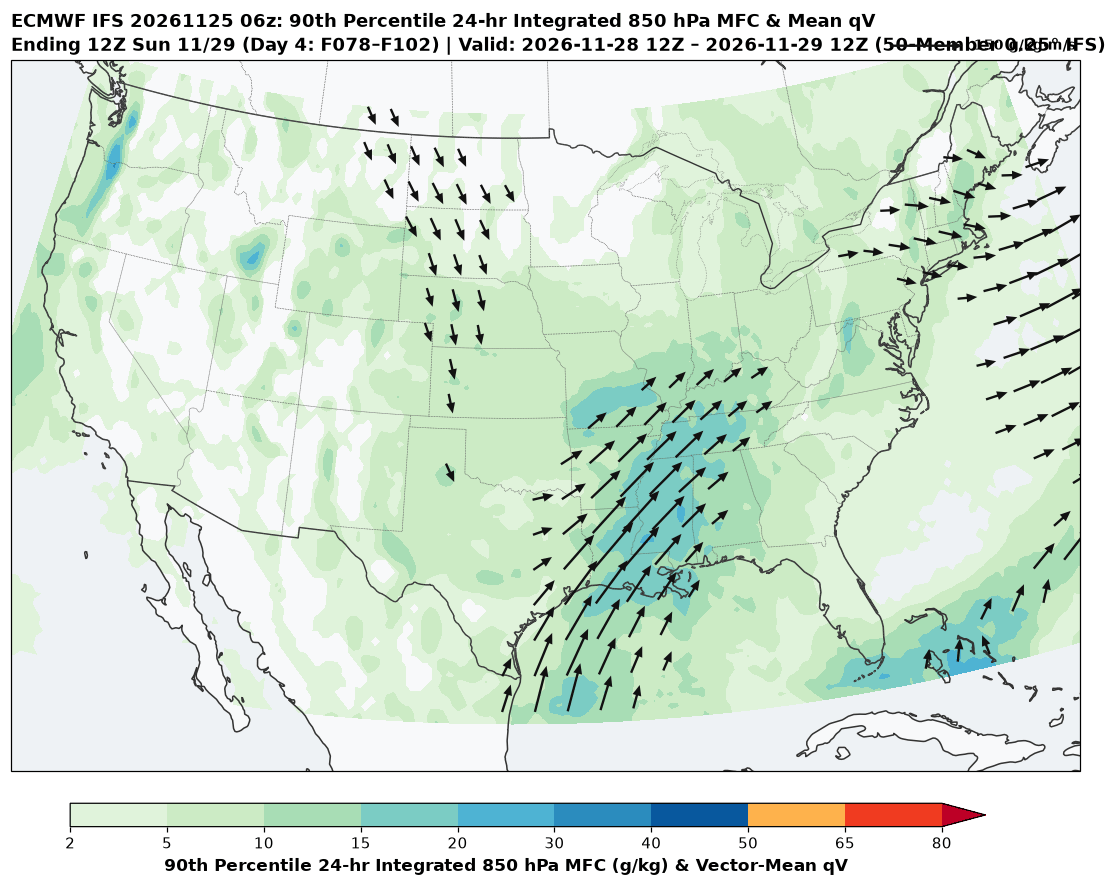 ECMWF IFS 20261125 06z: 90th Percentile 24-hr Integrated 850 hPa MFC & Mean qV
Ending 12Z Sun 11/29 (Day 4: F078–F102) | Valid: 2026-11-28 12Z – 2026-11-29 12Z (50-Member 0.25° IFS)
150 g/kg m/s
2 5 10 15 20 30 40 50 65 80
90th Percentile 24-hr Integrated 850 hPa MFC (g/kg) & Vector-Mean qV